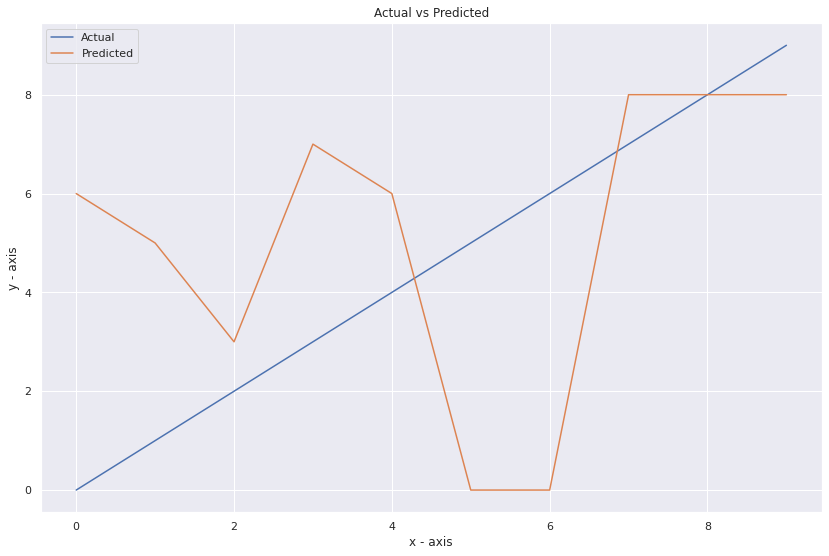 Actual vs Predicted
Actual
Predicted
8
6
4
2
0
y - axis
0 2 4 6 8
x - axis